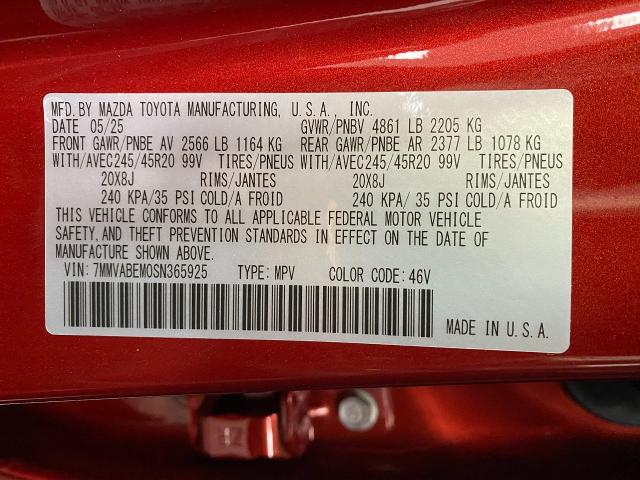 MFD. BY MAZDA TOYOTA MANUFACTURING, U.S.A., INC.
DATE 05/25 GVWR/PNBV 4861 LB 2205 KG
FRONT GAWR/PNBE AV 2566 LB 1164 KG REAR GAWR/PNBE AR 2377 LB 1078 KG
WITH/AVEC245/45R20 99V TIRES/PNEUS WITH/AVEC245/45R20 99V TIRES/PNEUS
20X8J RIMS/JANTES 20X8J RIMS/JANTES
240 KPA/35 PSI COLD/A FROID 240 KPA/ 35 PSI COLD/A FROID
THIS VEHICLE CONFORMS TO ALL APPLICABLE FEDERAL MOTOR VEHICLE
SAFETY, AND THEFT PREVENTION STANDARDS IN EFFECT ON THE DATE OF
MANUFACTURE SHOWN ABOVE.
VIN: 7MMVABEM0SN365925 TYPE: MPV COLOR CODE: 46V
MADE IN U.S.A.